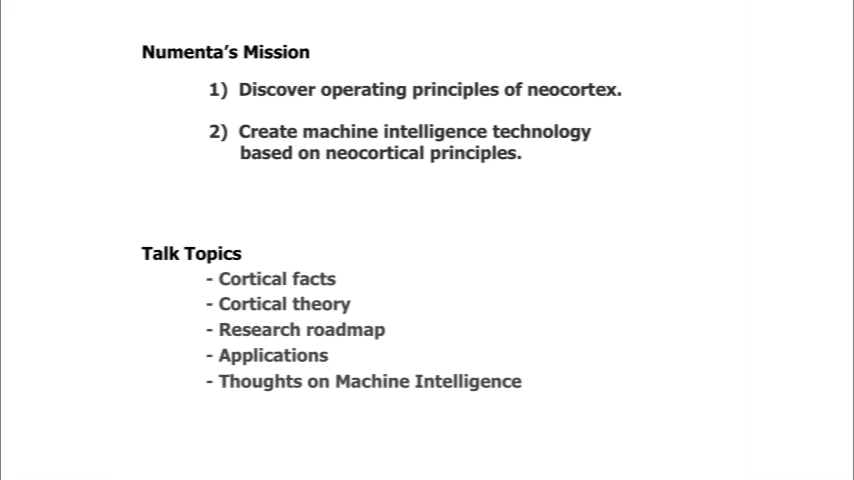 Numenta's Mission
1) Discover operating principles of neocortex.
2) Create machine intelligence technology
based on neocortical principles.
Talk Topics
- Cortical facts
- Cortical theory
- Research roadmap
- Applications
- Thoughts on Machine Intelligence